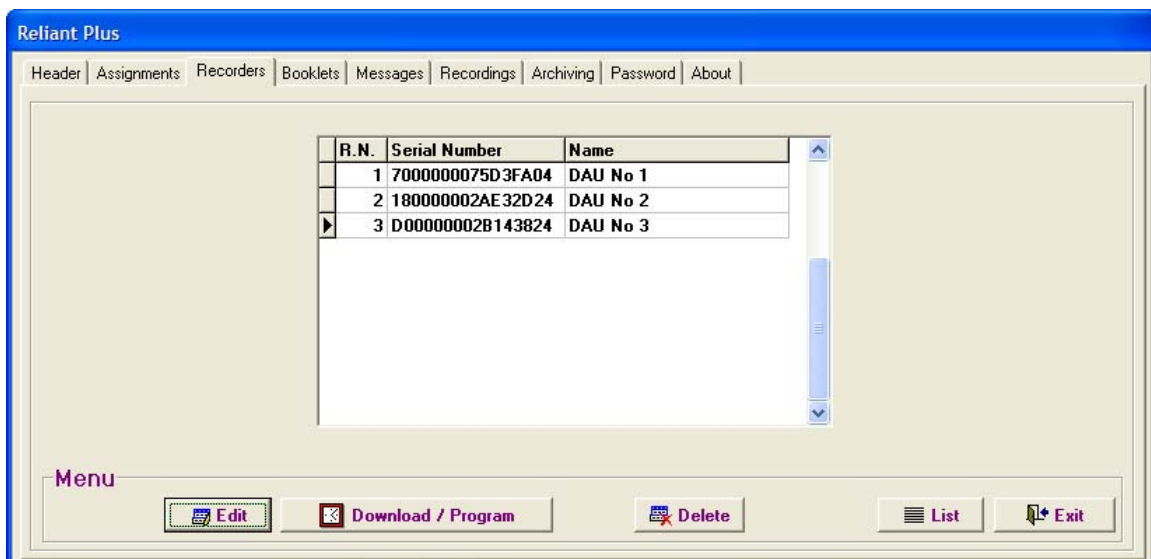 Reliant Plus
Header Assignments Recorders Booklets Messages Recordings Archiving Password About
R.N. Serial Number Name
1 7000000075D3FA04 DAU No 1
2 180000002AE32D24 DAU No 2
3 D00000002B143824 DAU No 3
Menu
Edit Download / Program Delete List Exit